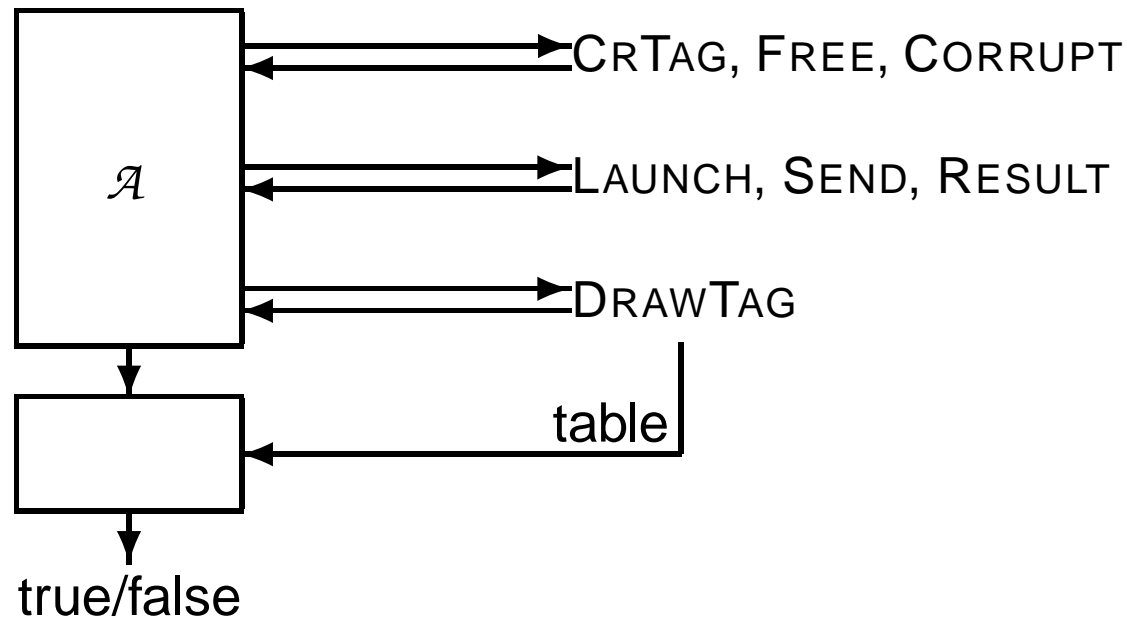 CRTAG, FREE, CORRUPT
𝒜
LAUNCH, SEND, RESULT
DRAWTAG
table
true/false